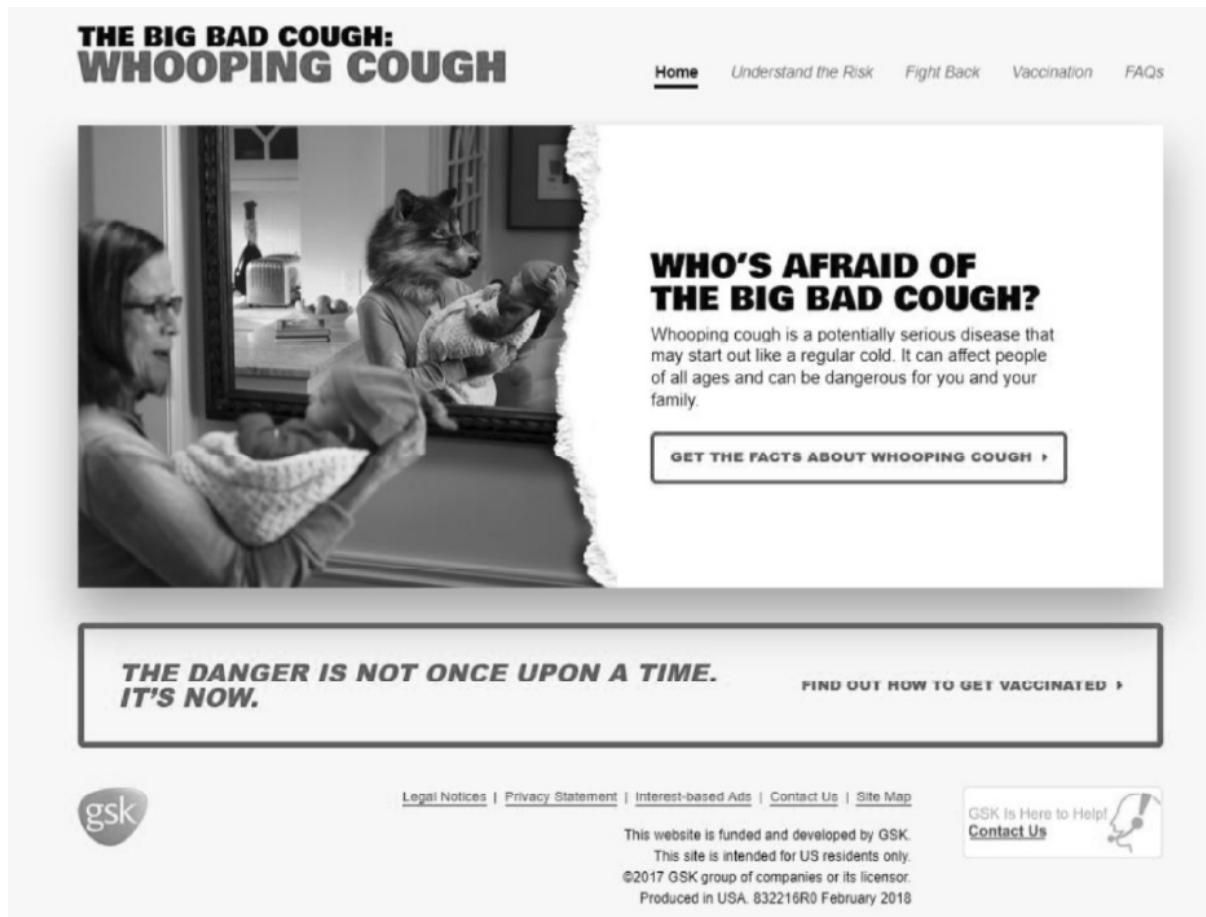 THE BIG BAD COUGH:
WHOOPING COUGH
Home Understand the Risk Fight Back Vaccination FAQs
WHO'S AFRAID OF
THE BIG BAD COUGH?
Whooping cough is a potentially serious disease that
may start out like a regular cold. It can affect people
of all ages and can be dangerous for you and your
family.
GET THE FACTS ABOUT WHOOPING COUGH
THE DANGER IS NOT ONCE UPON A TIME.
IT'S NOW.
FIND OUT HOW TO GET VACCINATED
gsk
Legal Notices | Privacy Statement | Interest-based Ads | Contact Us | Site Map
This website is funded and developed by GSK.
This site is intended for US residents only.
©2017 GSK group of companies or its licensor.
Produced in USA. 832216R0 February 2018
GSK Is Here to Help!
Contact Us